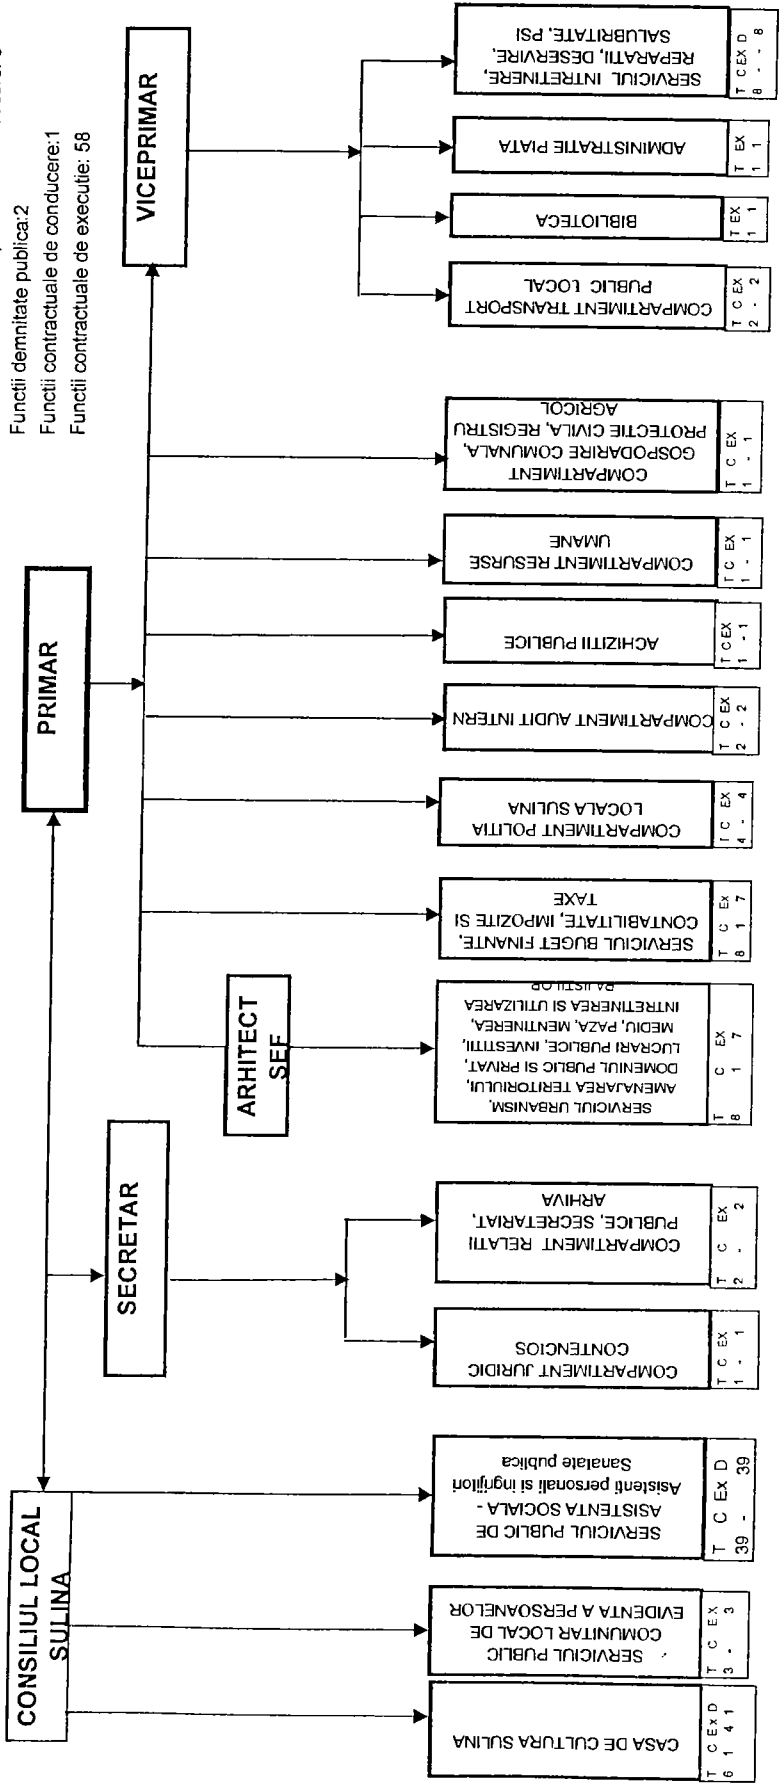 Functii demnitate publica:2
Functii contractuale de conducere:1
Functii contractuale de executie: 58
CONSILIUL LOCAL
SULINA
PRIMAR
SECRETAR
VICEPRIMAR
ARHITECT
SEF
CASA DE CULTURA SULINA
T C Ex D
6 1 4 1
SERVICIUL PUBLIC
COMUNITAR LOCAL DE
EVIDENTA A PERSOANELOR
T C EX
3 - 3
SERVICIUL PUBLIC DE
ASISTENTA SOCIALA -
Asistenti personali si ingrijitori
Sanatate publica
T C Ex D
39 - 39
COMPARTIMENT JURIDIC
CONTENCIOS
T C EX
1 - 1
COMPARTIMENT RELATII
PUBLICE, SECRETARIAT,
ARHIVA
T C EX
2 - 2
SERVICIUL URBANISM,
AMENAJAREA TERITORIULUI,
DOMENIUL PUBLIC SI PRIVAT,
LUCRARI PUBLICE, INVESTITII,
MEDIU, PAZA, MENTINEREA,
INTRETINEREA SI UTILIZAREA
PAJISTILOR
T C EX
8 1 7
SERVICIUL BUGET FINANTE,
CONTABILITATE, IMPOZITE SI
TAXE
T C Ex
8 1 7
COMPARTIMENT POLITIA
LOCALA SULINA
T C EX
4 - 4
COMPARTIMENT AUDIT INTERN
T C EX
2 - 2
ACHIZITII PUBLICE
T C EX
1 - 1
COMPARTIMENT RESURSE
UMANE
T C EX
1 - 1
COMPARTIMENT
GOSPODARIRE COMUNALA,
PROTECTIE CIVILA, REGISTRU
AGRICOL
T C EX
1 - 1
COMPARTIMENT TRANSPORT
PUBLIC LOCAL
T C EX
2 - 2
BIBLIOTECA
T EX
1 1
ADMINISTRATIE PIATA
T EX
1 1
SERVICIUL INTRETINERE,
REPARATII, DESERVIRE,
SALUBRITATE, PSI
T C EX D
8 - - 8